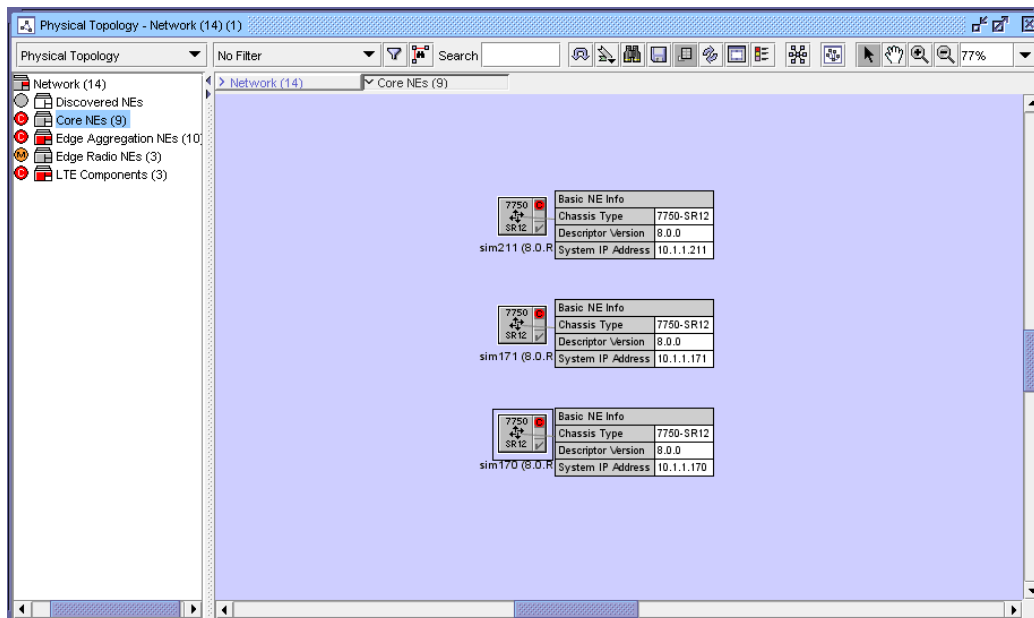 Physical Topology - Network (14) (1)
Physical Topology
No Filter
Search
77%
Network (14)
Discovered NEs
C Core NEs (9)
C Edge Aggregation NEs (10)
M Edge Radio NEs (3)
C LTE Components (3)
> Network (14)
Core NEs (9)
7750 C
SR12
sim211 (8.0.R
Basic NE Info
Chassis Type 7750-SR12
Descriptor Version 8.0.0
System IP Address 10.1.1.211
7750 C
SR12
sim171 (8.0.R
Basic NE Info
Chassis Type 7750-SR12
Descriptor Version 8.0.0
System IP Address 10.1.1.171
7750 C
SR12
sim170 (8.0.R
Basic NE Info
Chassis Type 7750-SR12
Descriptor Version 8.0.0
System IP Address 10.1.1.170